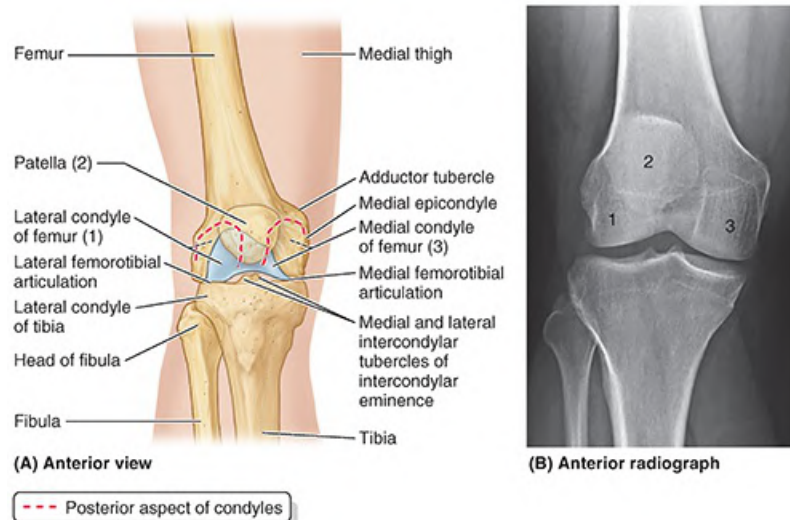 Femur
Medial thigh
Patella (2)
Adductor tubercle
Medial epicondyle
Lateral condyle
of femur (1)
Medial condyle
of femur (3)
Lateral femorotibial
articulation
Medial femorotibial
articulation
Lateral condyle
of tibia
Medial and lateral
intercondylar
tubercles of
intercondylar
eminence
Head of fibula
Fibula
Tibia
(A) Anterior view
Posterior aspect of condyles
2
1
3
(B) Anterior radiograph